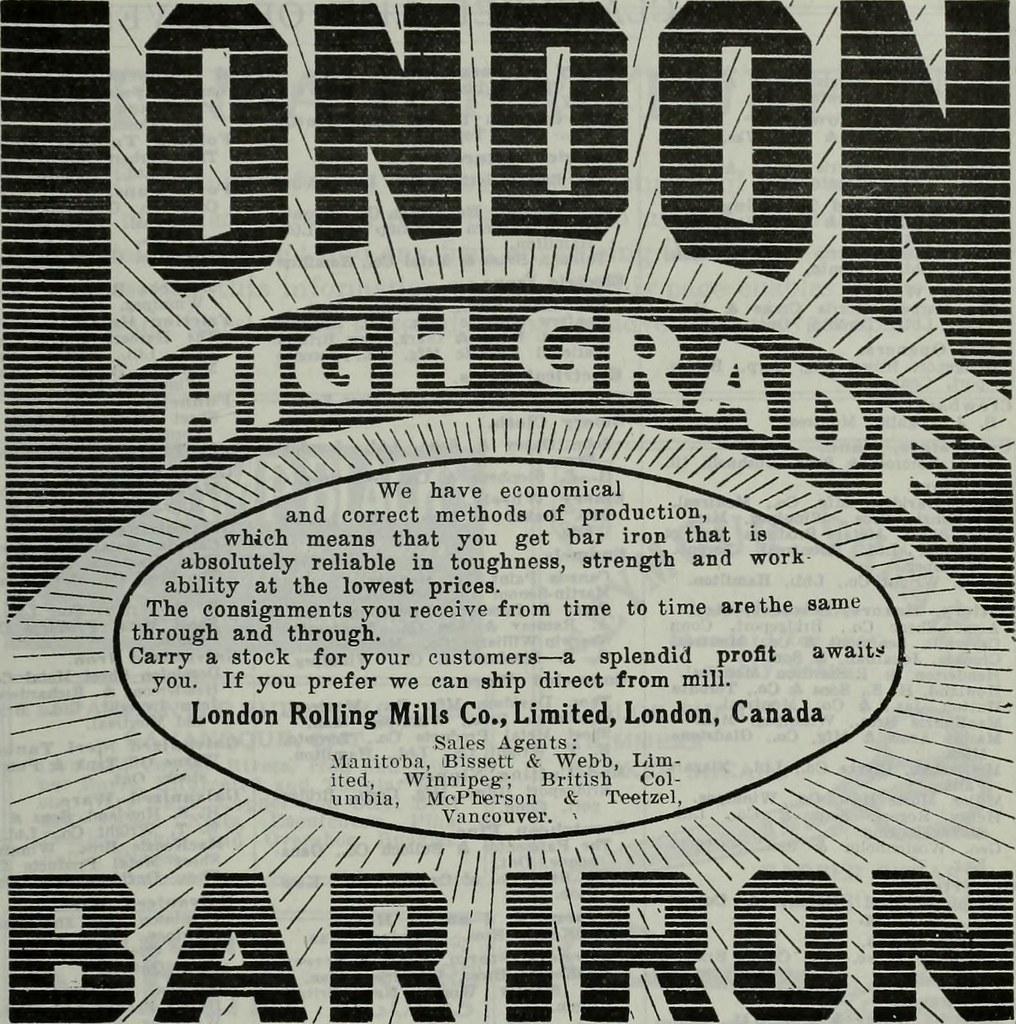 LONDON
HIGH GRADE
We have economical
and correct methods of production,
which means that you get bar iron that is
absolutely reliable in toughness, strength and work-
ability at the lowest prices.
The consignments you receive from time to time are the same
through and through.
Carry a stock for your customers—a splendid profit awaits
you. If you prefer we can ship direct from mill.
London Rolling Mills Co., Limited, London, Canada
Sales Agents:
Manitoba, Bissett & Webb, Lim-
ited, Winnipeg; British Col-
umbia, McPherson & Teetzel,
Vancouver.
BAR IRON